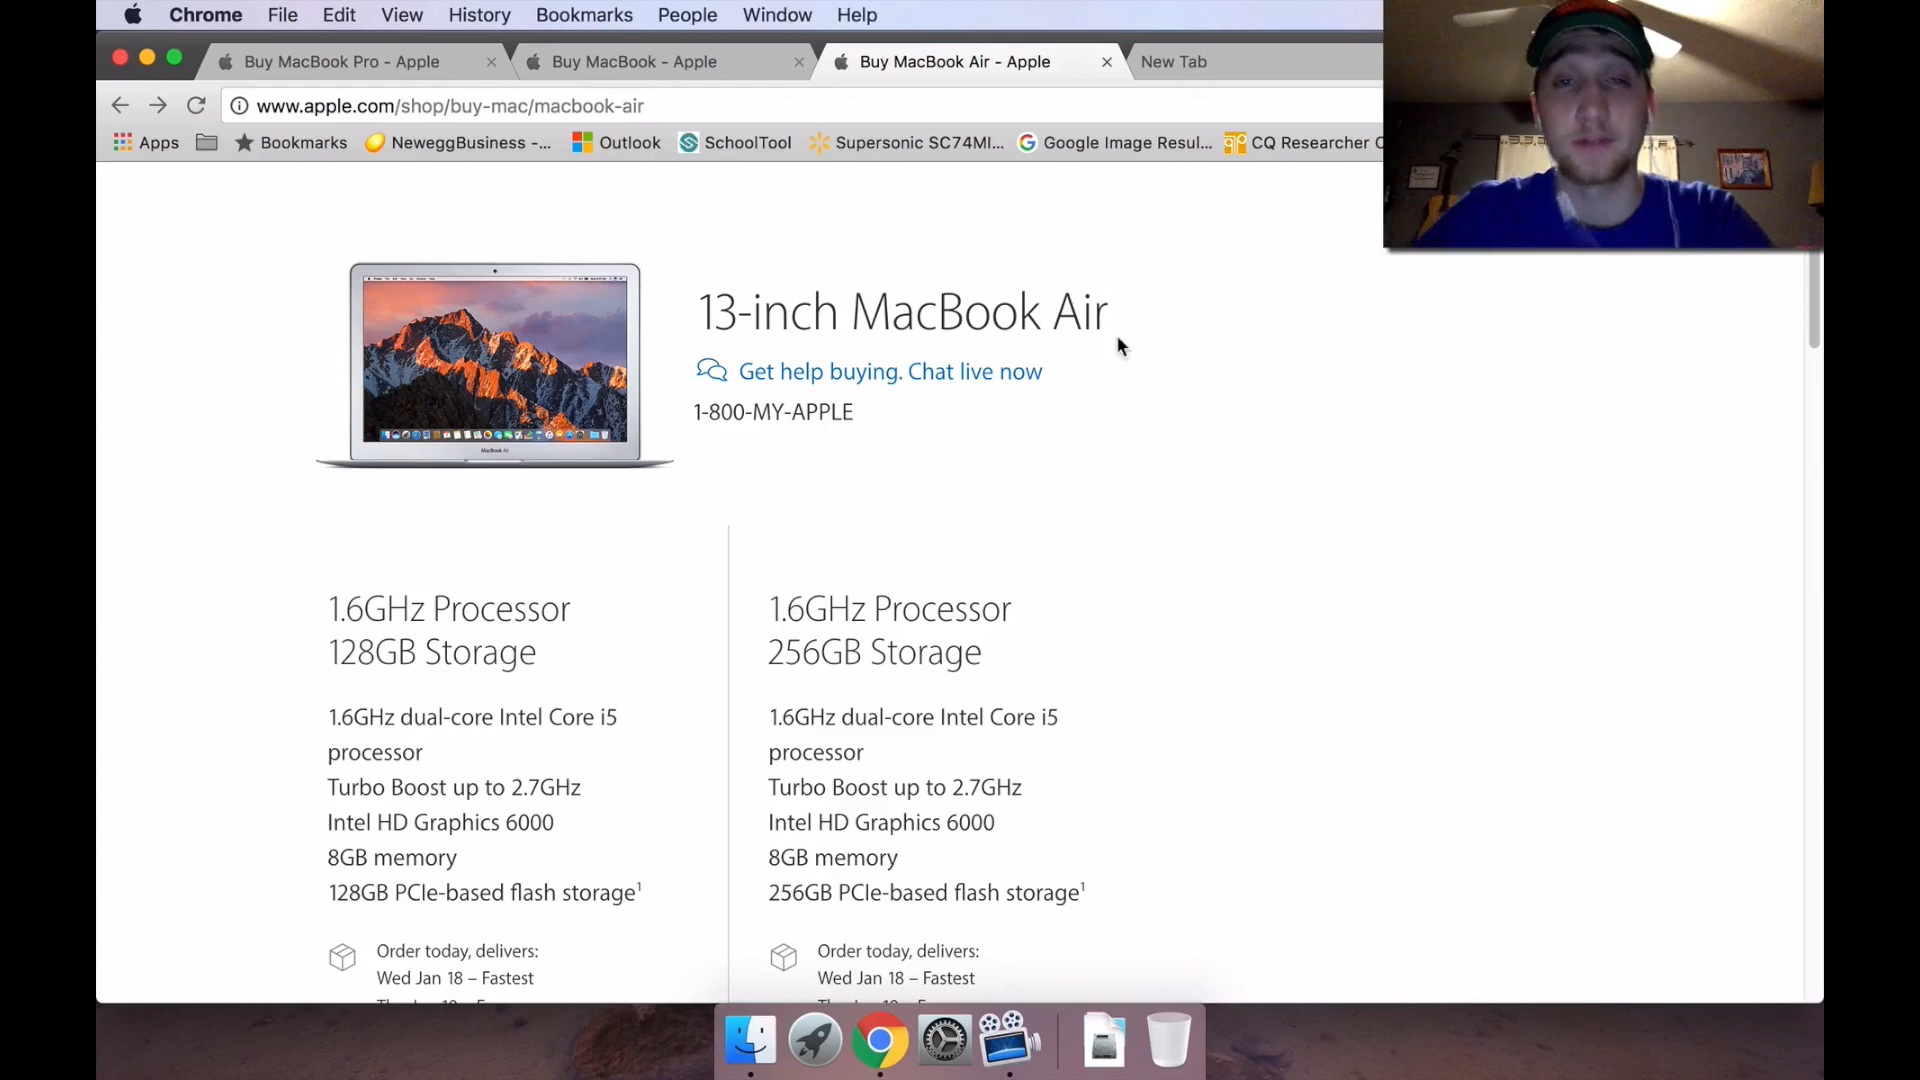 Chrome File Edit View History Bookmarks People Window Help
Buy MacBook Pro - Apple
Buy MacBook - Apple
Buy MacBook Air - Apple
New Tab
www.apple.com/shop/buy-mac/macbook-air
Apps
Bookmarks
NeweggBusiness -...
Outlook
SchoolTool
Supersonic SC74MI...
Google Image Resul...
CQ Researcher
MacBook Air
13-inch MacBook Air
Get help buying. Chat live now
1-800-MY-APPLE
1.6GHz Processor
128GB Storage
1.6GHz dual-core Intel Core i5
processor
Turbo Boost up to 2.7GHz
Intel HD Graphics 6000
8GB memory
128GB PCIe-based flash storage¹
Order today, delivers:
Wed Jan 18 – Fastest
1.6GHz Processor
256GB Storage
1.6GHz dual-core Intel Core i5
processor
Turbo Boost up to 2.7GHz
Intel HD Graphics 6000
8GB memory
256GB PCIe-based flash storage¹
Order today, delivers:
Wed Jan 18 – Fastest